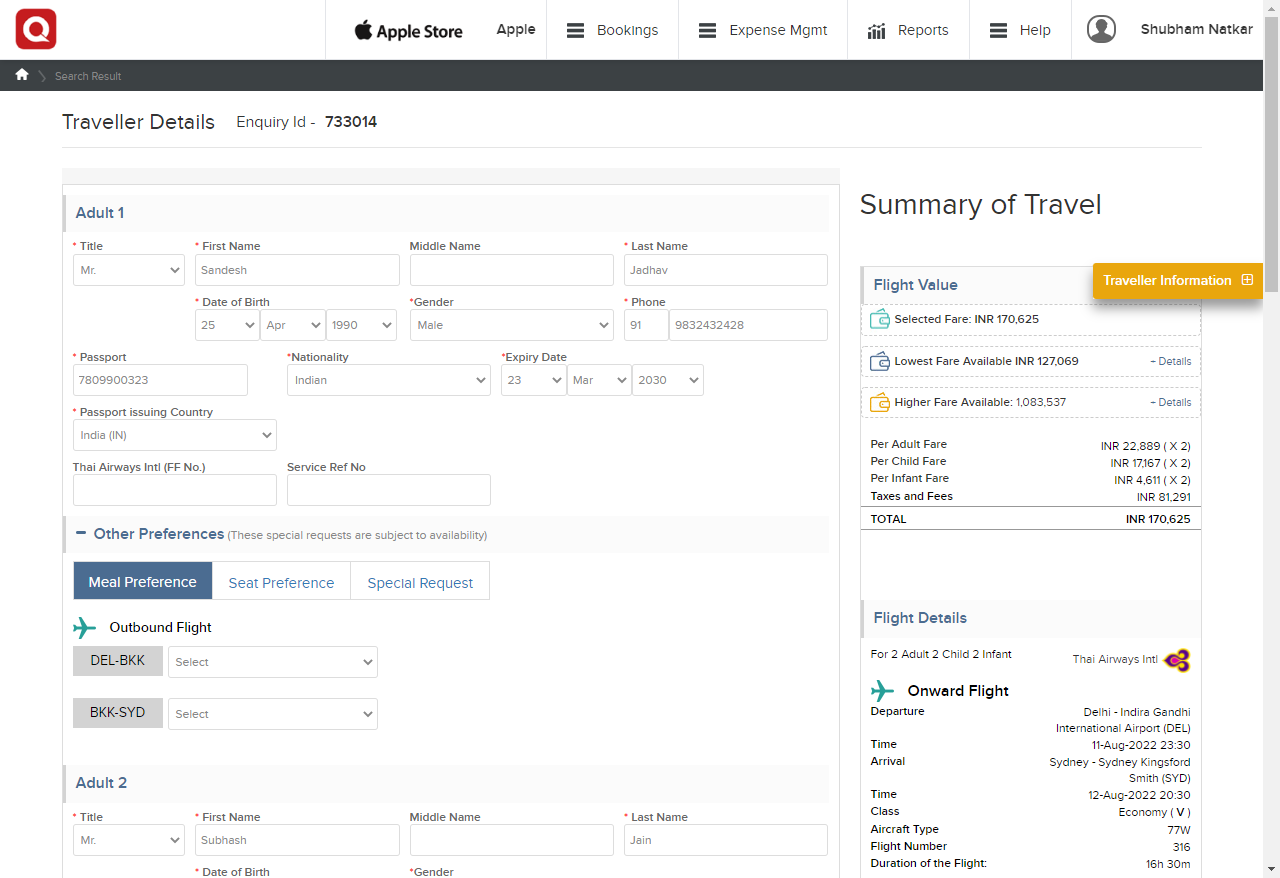 Apple Store
Apple
Bookings
Expense Mgmt
Reports
Help
Shubham Natkar
Search Result
Traveller Details
Enquiry Id - 733014
Adult 1
* Title
* First Name
Middle Name
* Last Name
Mr.
Sandesh
Jadhav
* Date of Birth
*Gender
* Phone
25
Apr
1990
Male
91
9832432428
* Passport
*Nationality
*Expiry Date
7809900323
Indian
23
Mar
2030
* Passport issuing Country
India (IN)
Thai Airways Intl (FF No.)
Service Ref No
Other Preferences (These special requests are subject to availability)
Meal Preference
Seat Preference
Special Request
Outbound Flight
DEL-BKK
Select
BKK-SYD
Select
Adult 2
* Title
* First Name
Middle Name
* Last Name
Mr.
Subhash
Jain
* Date of Birth
*Gender
Summary of Travel
Traveller Information
Flight Value
Selected Fare: INR 170,625
Lowest Fare Available INR 127,069
+ Details
Higher Fare Available: 1,083,537
+ Details
Per Adult Fare INR 22,889 ( X 2)
Per Child Fare INR 17,167 ( X 2)
Per Infant Fare INR 4,611 ( X 2)
Taxes and Fees INR 81,291
TOTAL INR 170,625
Flight Details
For 2 Adult 2 Child 2 Infant
Thai Airways Intl
Onward Flight
Departure Delhi - Indira Gandhi
International Airport (DEL)
Time 11-Aug-2022 23:30
Arrival Sydney - Sydney Kingsford
Smith (SYD)
Time 12-Aug-2022 20:30
Class Economy ( V )
Aircraft Type 77W
Flight Number 316
Duration of the Flight: 16h 30m